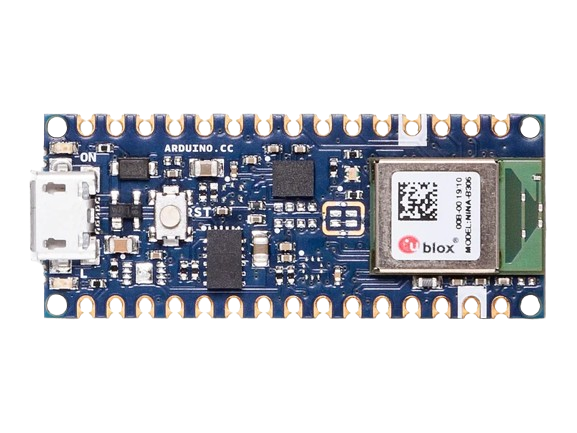 ARDUINO.CC
ON
RST
L
u blox®
00B-00 19/10
MODEL:NINA-B306